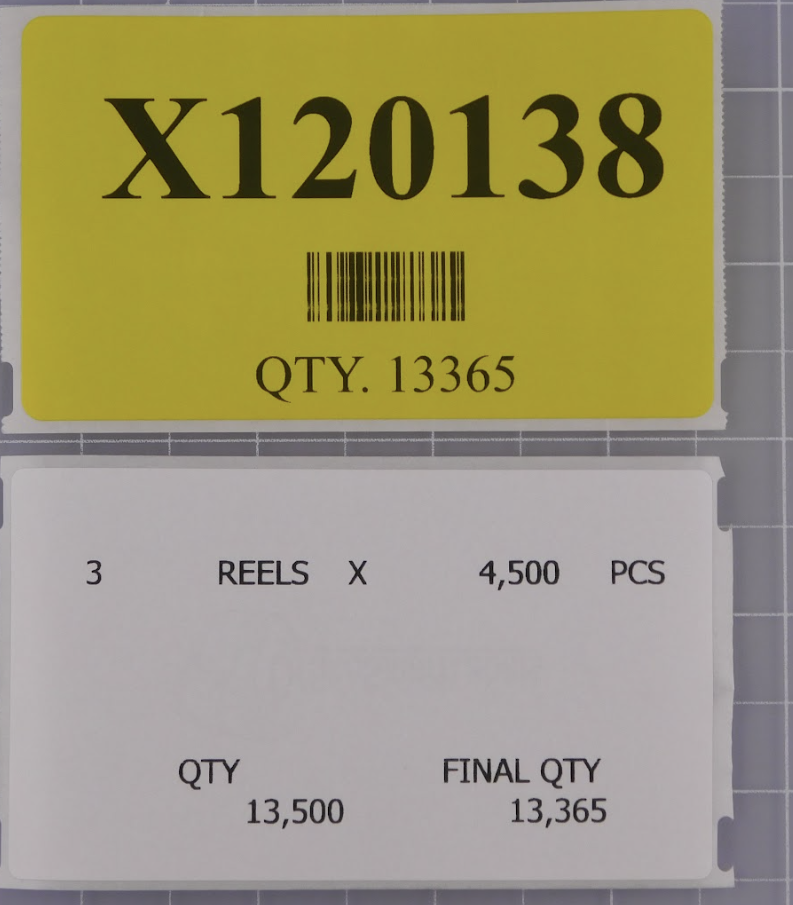 X120138
QTY. 13365
3 REELS X 4,500 PCS
QTY FINAL QTY
13,500 13,365